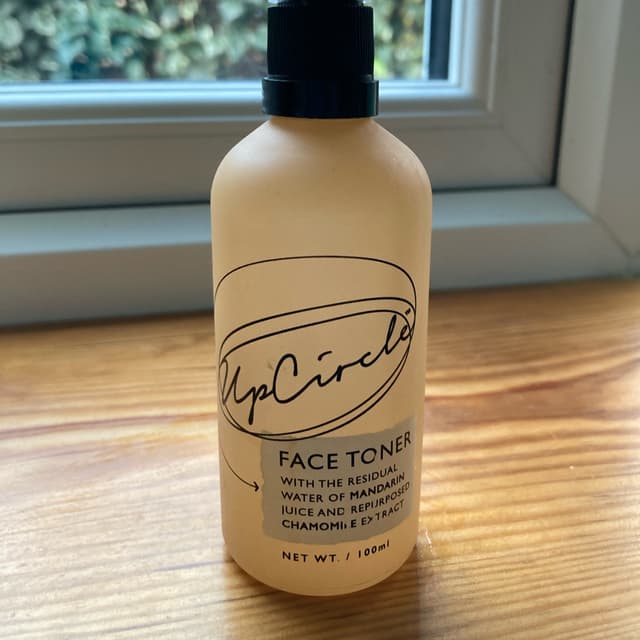 UpCircle
FACE TONER
WITH THE RESIDUAL
WATER OF MANDARIN
JUICE AND REPURPOSED
CHAMOMILE EXTRACT
NET WT. / 100ml